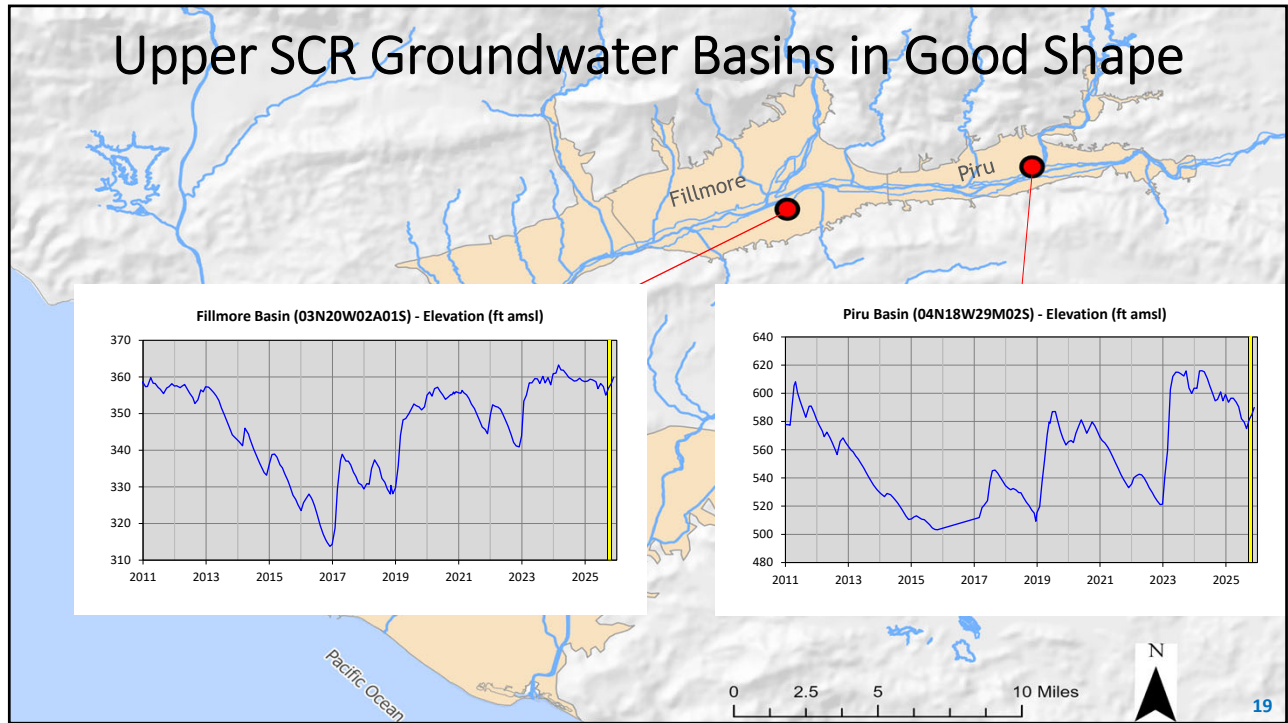 Upper SCR Groundwater Basins in Good Shape
Fillmore
Piru
Fillmore Basin (03N20W02A01S) - Elevation (ft amsl)
370
360
350
340
330
320
310
2011 2013 2015 2017 2019 2021 2023 2025
Piru Basin (04N18W29M02S) - Elevation (ft amsl)
640
620
600
580
560
540
520
500
480
2011 2013 2015 2017 2019 2021 2023 2025
Pacific Ocean
0 2.5 5 10 Miles
N
19